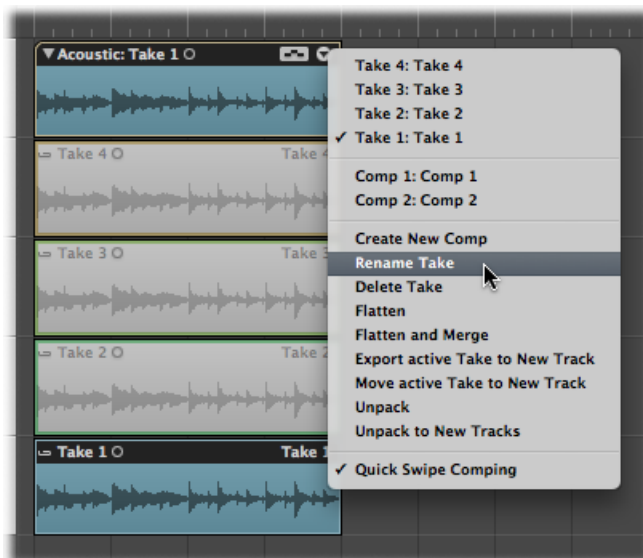 Acoustic: Take 1
Take 4: Take 4
Take 3: Take 3
Take 2: Take 2
✓ Take 1: Take 1
Comp 1: Comp 1
Comp 2: Comp 2
Create New Comp
Rename Take
Delete Take
Flatten
Flatten and Merge
Export active Take to New Track
Move active Take to New Track
Unpack
Unpack to New Tracks
✓ Quick Swipe Comping
Take 4 Take 4
Take 3 Take 3
Take 2 Take 2
Take 1 Take 1